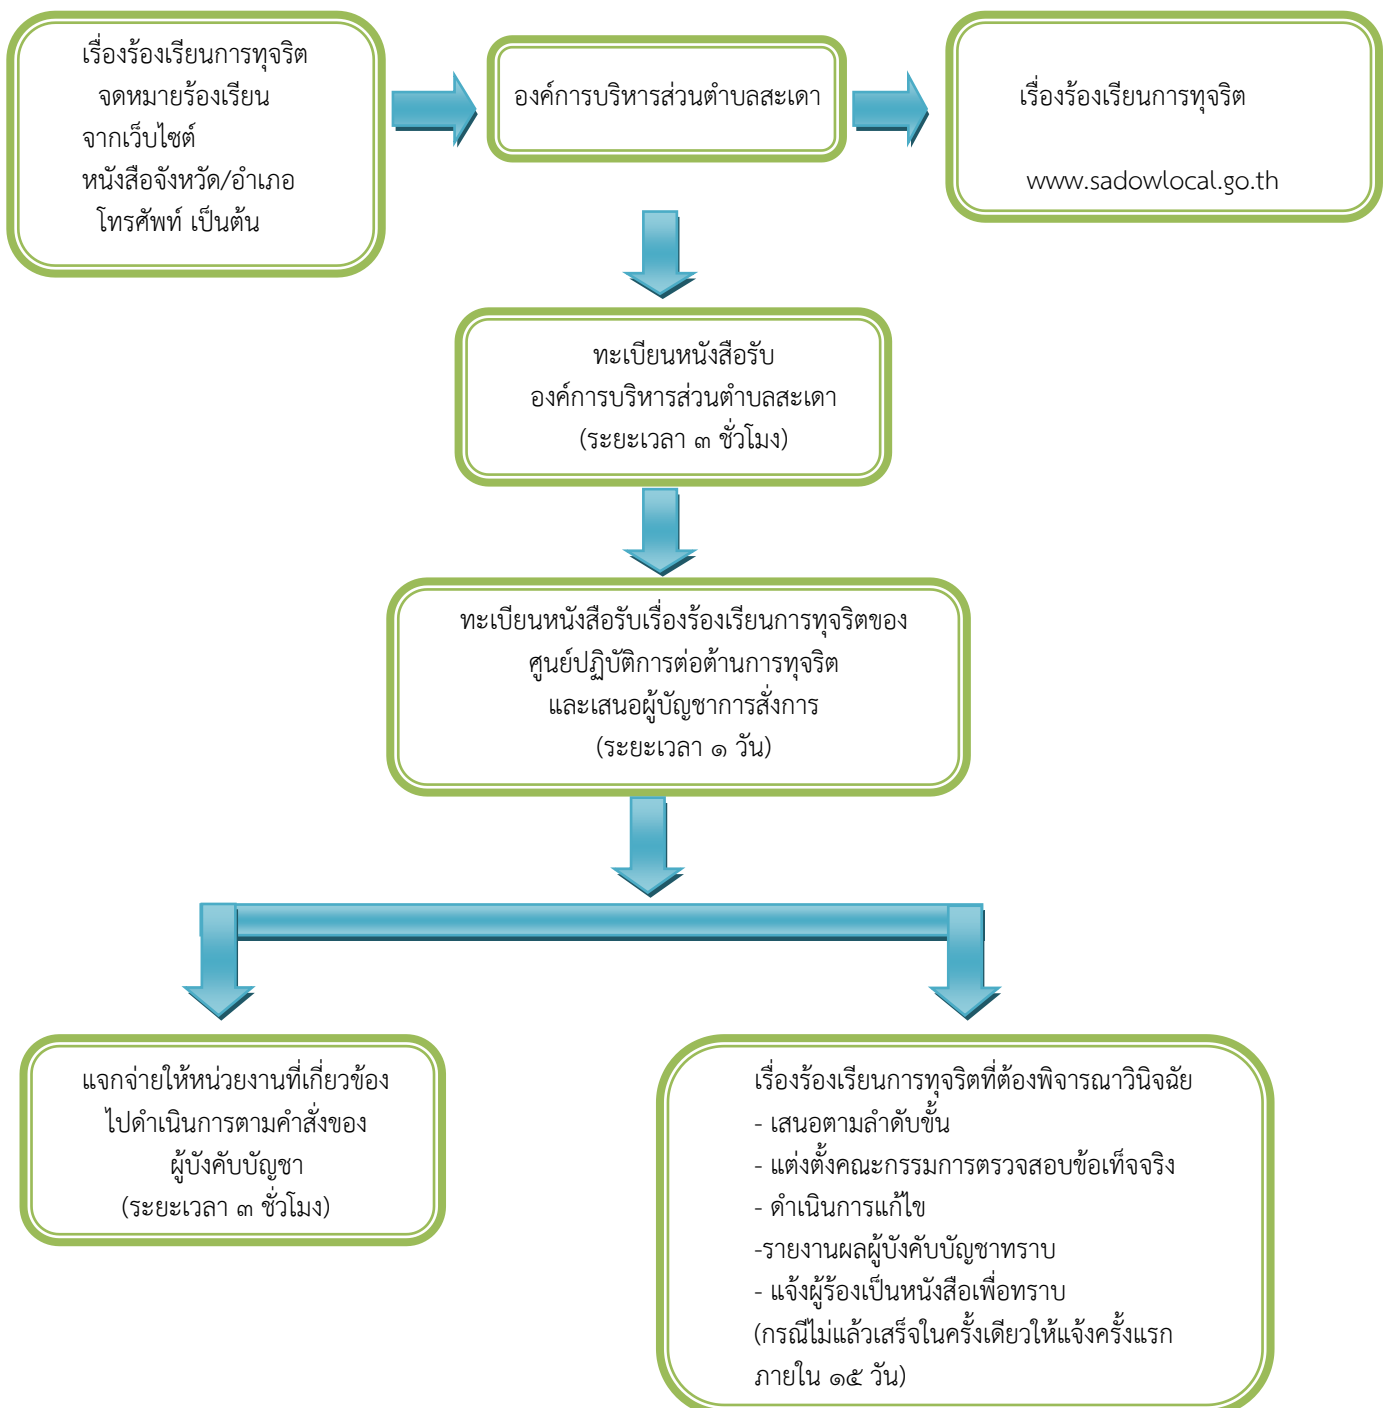 เรื่องร้องเรียนการทุจริต
จดหมายร้องเรียน
จากเว็บไซต์
หนังสือจังหวัด/อำเภอ
โทรศัพท์ เป็นต้น
องค์การบริหารส่วนตำบลสะเดา
เรื่องร้องเรียนการทุจริต
www.sadowlocal.go.th
ทะเบียนหนังสือรับ
องค์การบริหารส่วนตำบลสะเดา
(ระยะเวลา ๓ ชั่วโมง)
ทะเบียนหนังสือรับเรื่องร้องเรียนการทุจริตของ
ศูนย์ปฏิบัติการต่อต้านการทุจริต
และเสนอผู้บัญชาการสั่งการ
(ระยะเวลา ๑ วัน)
แจกจ่ายให้หน่วยงานที่เกี่ยวข้อง
ไปดำเนินการตามคำสั่งของ
ผู้บังคับบัญชา
(ระยะเวลา ๓ ชั่วโมง)
เรื่องร้องเรียนการทุจริตที่ต้องพิจารณาวินิจฉัย
- เสนอตามลำดับขั้น
- แต่งตั้งคณะกรรมการตรวจสอบข้อเท็จจริง
- ดำเนินการแก้ไข
-รายงานผลผู้บังคับบัญชาทราบ
- แจ้งผู้ร้องเป็นหนังสือเพื่อทราบ
(กรณีไม่แล้วเสร็จในครั้งเดียวให้แจ้งครั้งแรก
ภายใน ๑๕ วัน)